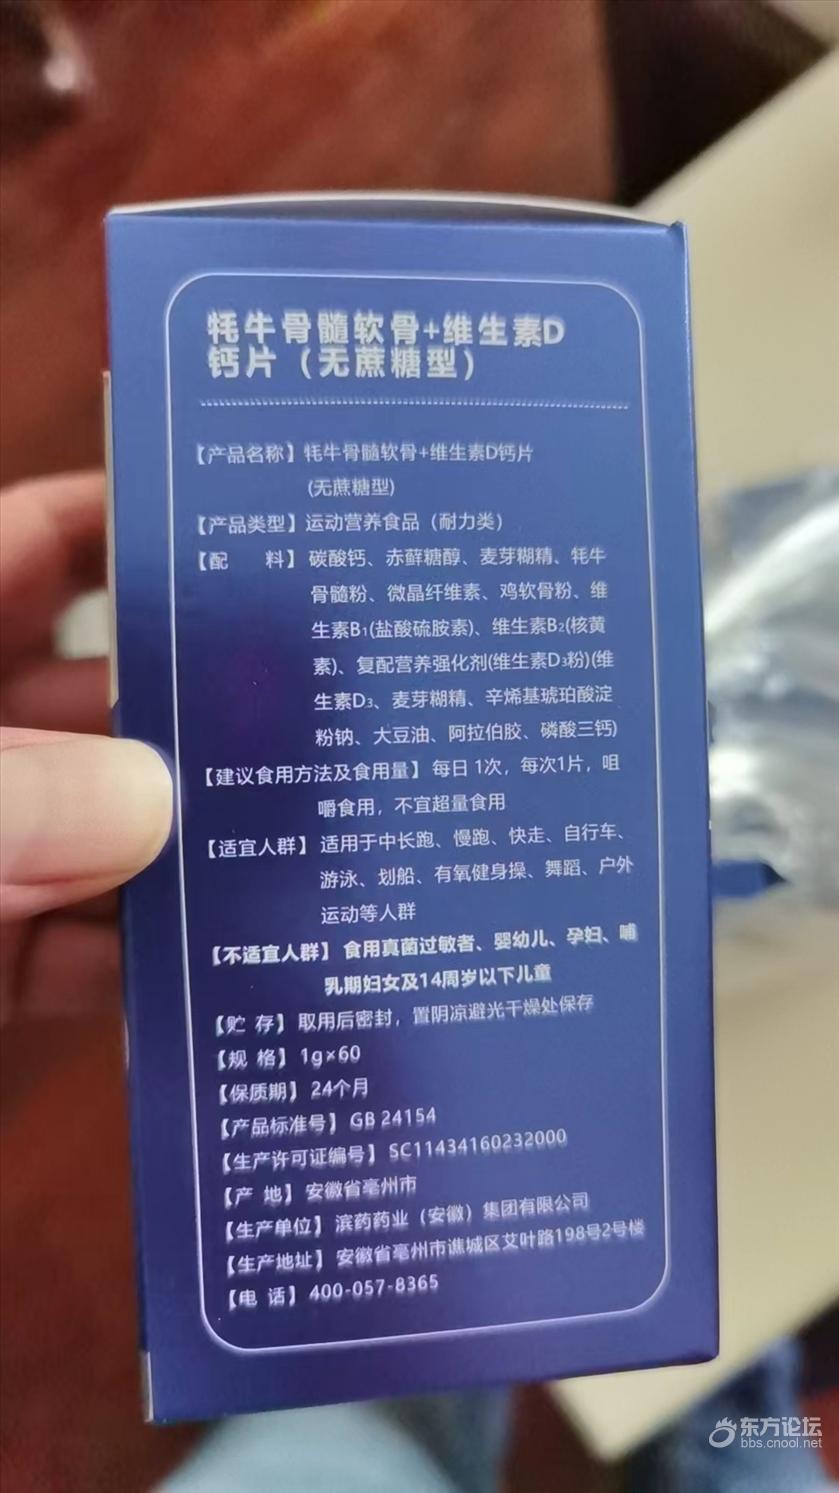 牦牛骨髓软骨+维生素D
钙片（无蔗糖型）
【产品名称】牦牛骨髓软骨+维生素D钙片
(无蔗糖型)
【产品类型】运动营养食品（耐力类）
【配 料】碳酸钙、赤藓糖醇、麦芽糊精、牦牛
骨髓粉、微晶纤维素、鸡软骨粉、维
生素B₁(盐酸硫胺素)、维生素B₂(核黄
素)、复配营养强化剂(维生素D₃粉)(维
生素D₃、麦芽糊精、辛烯基琥珀酸淀
粉钠、大豆油、阿拉伯胶、磷酸三钙)
【建议食用方法及食用量】每日1次，每次1片，咀
嚼食用，不宜超量食用
【适宜人群】适用于中长跑、慢跑、快走、自行车、
游泳、划船、有氧健身操、舞蹈、户外
运动等人群
【不适宜人群】食用真菌过敏者、婴幼儿、孕妇、哺
乳期妇女及14周岁以下儿童
【贮 存】取用后密封，置阴凉避光干燥处保存
【规 格】1g×60
【保质期】24个月
【产品标准号】GB 24154
【生产许可证编号】SC11434160232000
【产 地】安徽省亳州市
【生产单位】滨药药业（安徽）集团有限公司
【生产地址】安徽省亳州市谯城区艾叶路198号2号楼
【电 话】400-057-8365
东方论坛
bbs.cnool.net